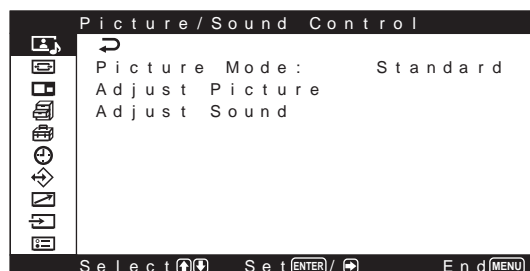 Picture/Sound Control
Picture Mode: Standard
Adjust Picture
Adjust Sound
Select Set ENTER / End MENU